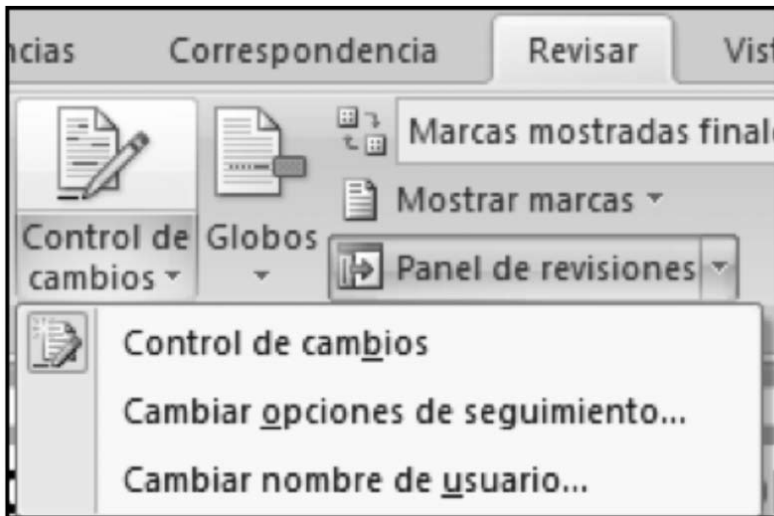 ncias Correspondencia Revisar Vist
Marcas mostradas finale
Mostrar marcas
Control de cambios
Globos
Panel de revisiones
Control de cambios
Cambiar opciones de seguimiento...
Cambiar nombre de usuario...